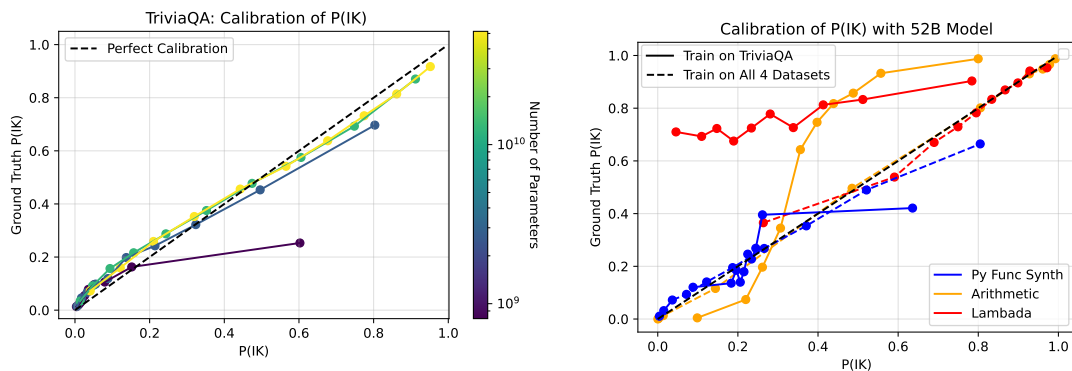 TriviaQA: Calibration of P(IK)
Perfect Calibration
Ground Truth P(IK)
1.0
0.8
0.6
0.4
0.2
0.0
0.0 0.2 0.4 0.6 0.8 1.0
P(IK)
10^10
10^9
Number of Parameters
Calibration of P(IK) with 52B Model
Train on TriviaQA
Train on All 4 Datasets
Ground Truth P(IK)
1.0
0.8
0.6
0.4
0.2
0.0
Py Func Synth
Arithmetic
Lambada
0.0 0.2 0.4 0.6 0.8 1.0
P(IK)